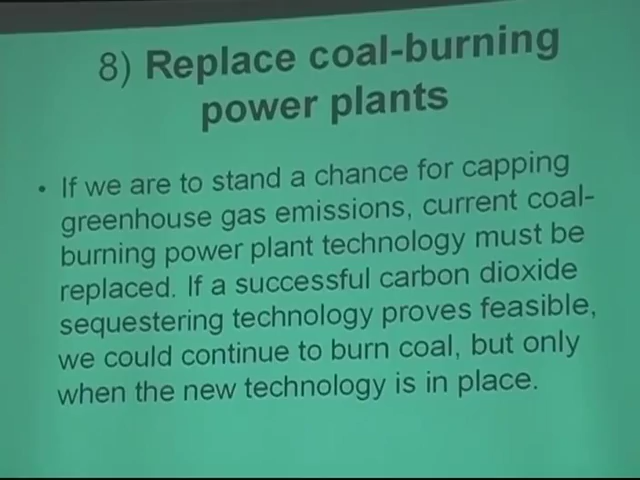 8) Replace coal-burning
power plants
• If we are to stand a chance for capping
greenhouse gas emissions, current coal-
burning power plant technology must be
replaced. If a successful carbon dioxide
sequestering technology proves feasible,
we could continue to burn coal, but only
when the new technology is in place.